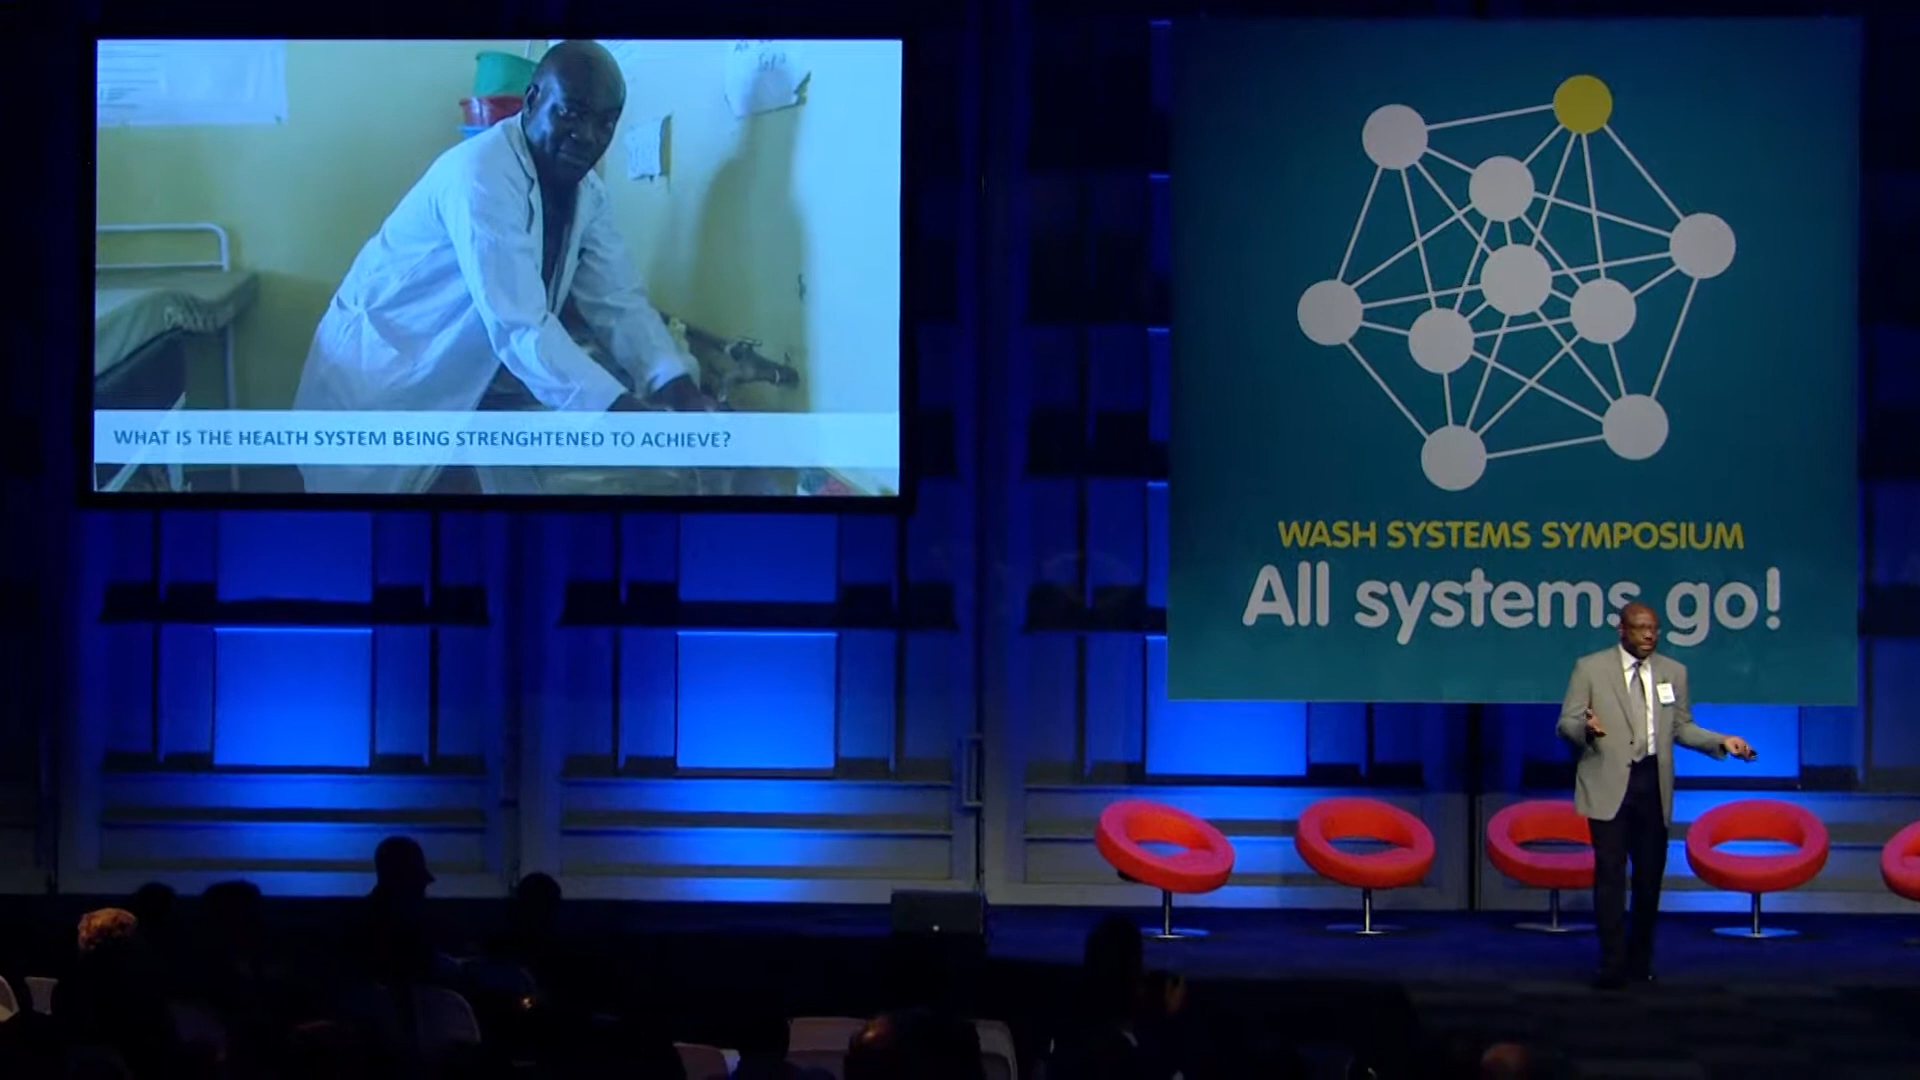 WHAT IS THE HEALTH SYSTEM BEING STRENGHTENED TO ACHIEVE?
WASH SYSTEMS SYMPOSIUM
All systems go!